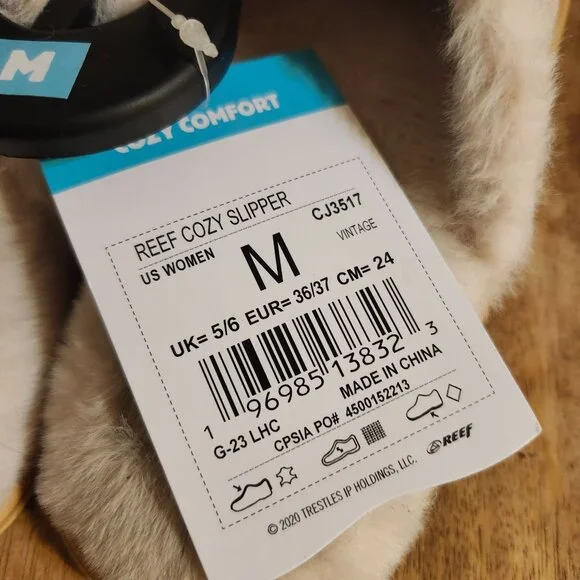 M
COZY COMFORT
REEF COZY SLIPPER
CJ3517
US WOMEN
M
VINTAGE
UK= 5/6 EUR= 36/37 CM= 24
1 96985 13832 3
G-23 LHC
MADE IN CHINA
CPSIA PO# 4500152213
REEF
© 2020 TRESTLES IP HOLDINGS, LLC.